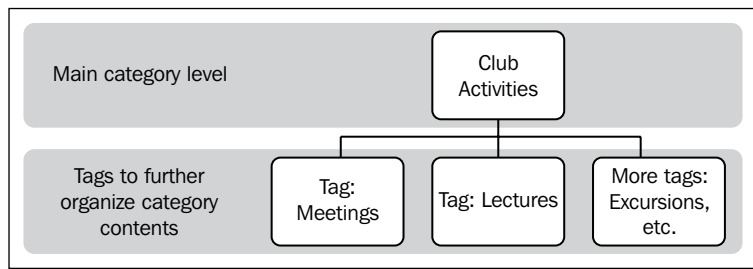 Main category level
Club
Activities
Tags to further
organize category
contents
Tag:
Meetings
Tag: Lectures
More tags:
Excursions,
etc.